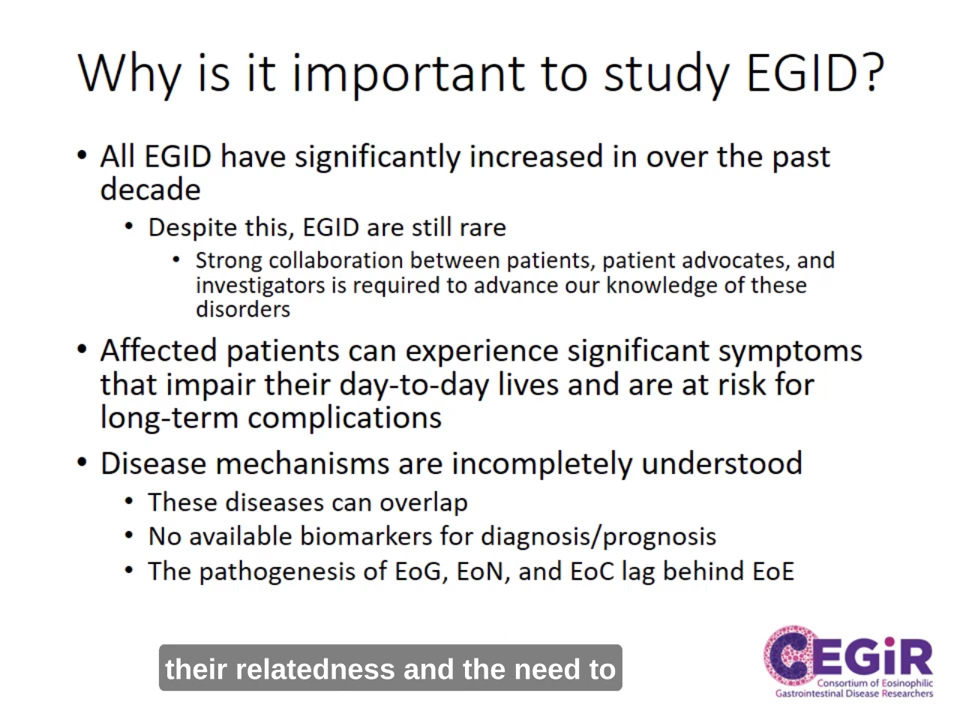 Why is it important to study EGID?
• All EGID have significantly increased in over the past
decade
• Despite this, EGID are still rare
• Strong collaboration between patients, patient advocates, and
investigators is required to advance our knowledge of these
disorders
• Affected patients can experience significant symptoms
that impair their day-to-day lives and are at risk for
long-term complications
• Disease mechanisms are incompletely understood
• These diseases can overlap
• No available biomarkers for diagnosis/prognosis
• The pathogenesis of EoG, EoN, and EoC lag behind EoE
their relatedness and the need to
CEGiR
Consortium of Eosinophilic
Gastrointestinal Disease Researchers